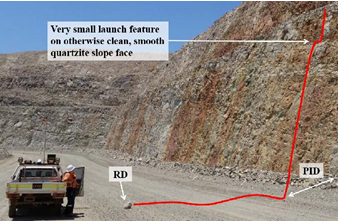 Very small launch feature
on otherwise clean, smooth
quartzite slope face
RD
PID